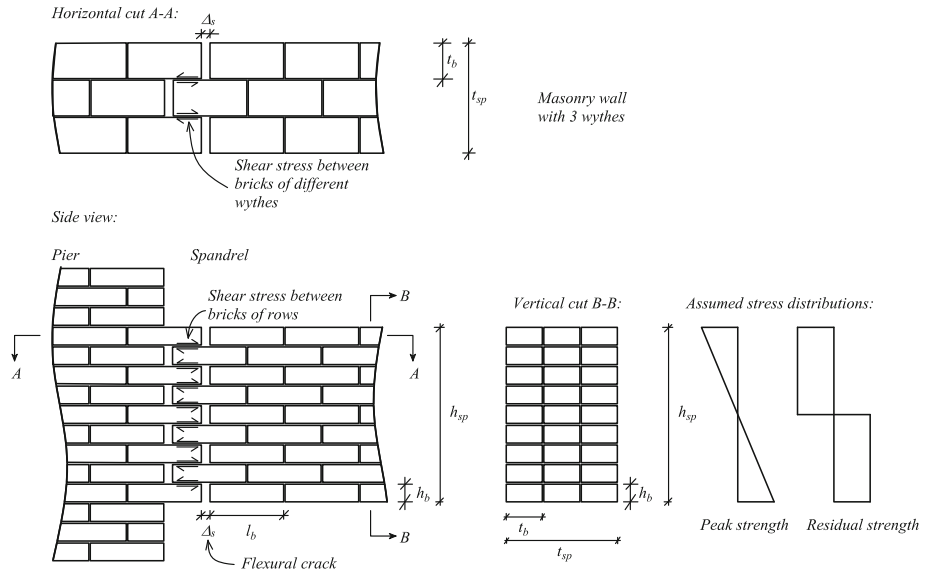 Horizontal cut A-A:
Δs
tb
tsp
Masonry wall
with 3 wythes
Shear stress between
bricks of different
wythes
Side view:
Pier
Spandrel
Shear stress between
bricks of rows
B
A
A
hsp
hb
Δs
lb
B
Flexural crack
Vertical cut B-B:
hsp
hb
tb
tsp
Assumed stress distributions:
Peak strength
Residual strength